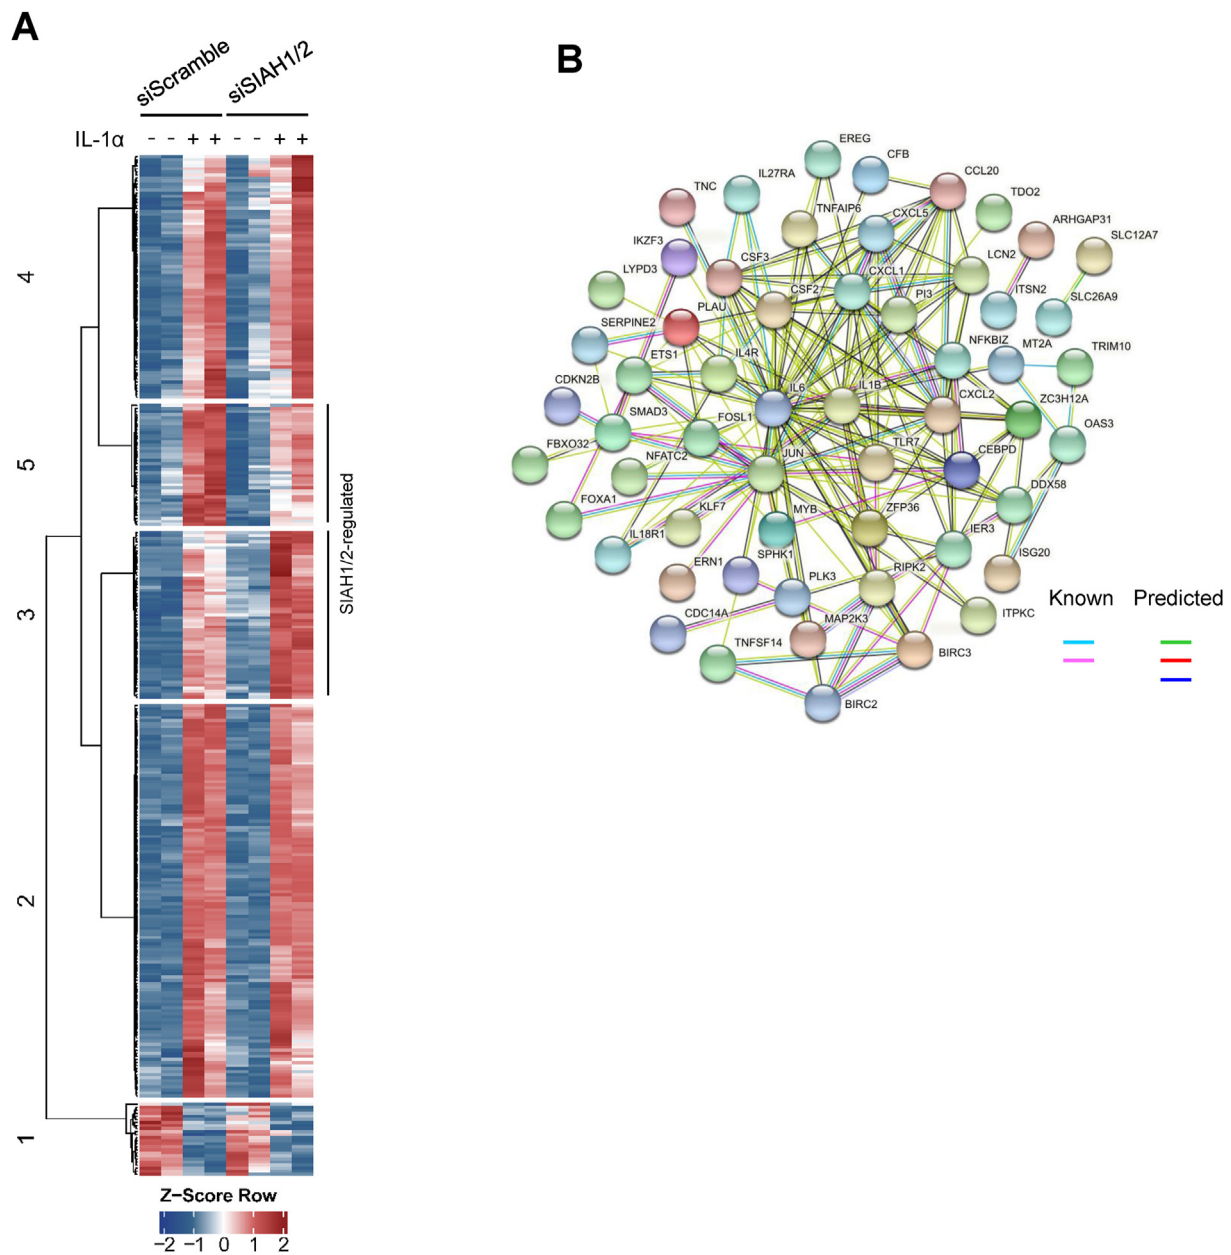 A
siScramble
siSIAH1/2
IL-1α
- - + + - - + +
4
5
3
2
1
SIAH1/2-regulated
Z-Score Row
−2 −1 0 1 2
B
EREG
CFB
CCL20
IL27RA
TNC
TDO2
TNFAIP6
CXCL5
ARHGAP31
SLC12A7
IKZF3
CSF3
LCN2
LYPD3
CXCL1
CSF2
PI3
ITSN2
SLC26A9
PLAU
SERPINE2
NFKBIZ
MT2A
TRIM10
ETS1
IL4R
CDKN2B
IL6
IL1B
CXCL2
ZC3H12A
SMAD3
FOSL1
OAS3
FBXO32
NFATC2
JUN
TLR7
CEBPD
DDX58
FOXA1
KLF7
MYB
ZFP36
IER3
IL18R1
SPHK1
ISG20
ERN1
RIPK2
PLK3
ITPKC
CDC14A
MAP2K3
TNFSF14
BIRC3
BIRC2
Known Predicted